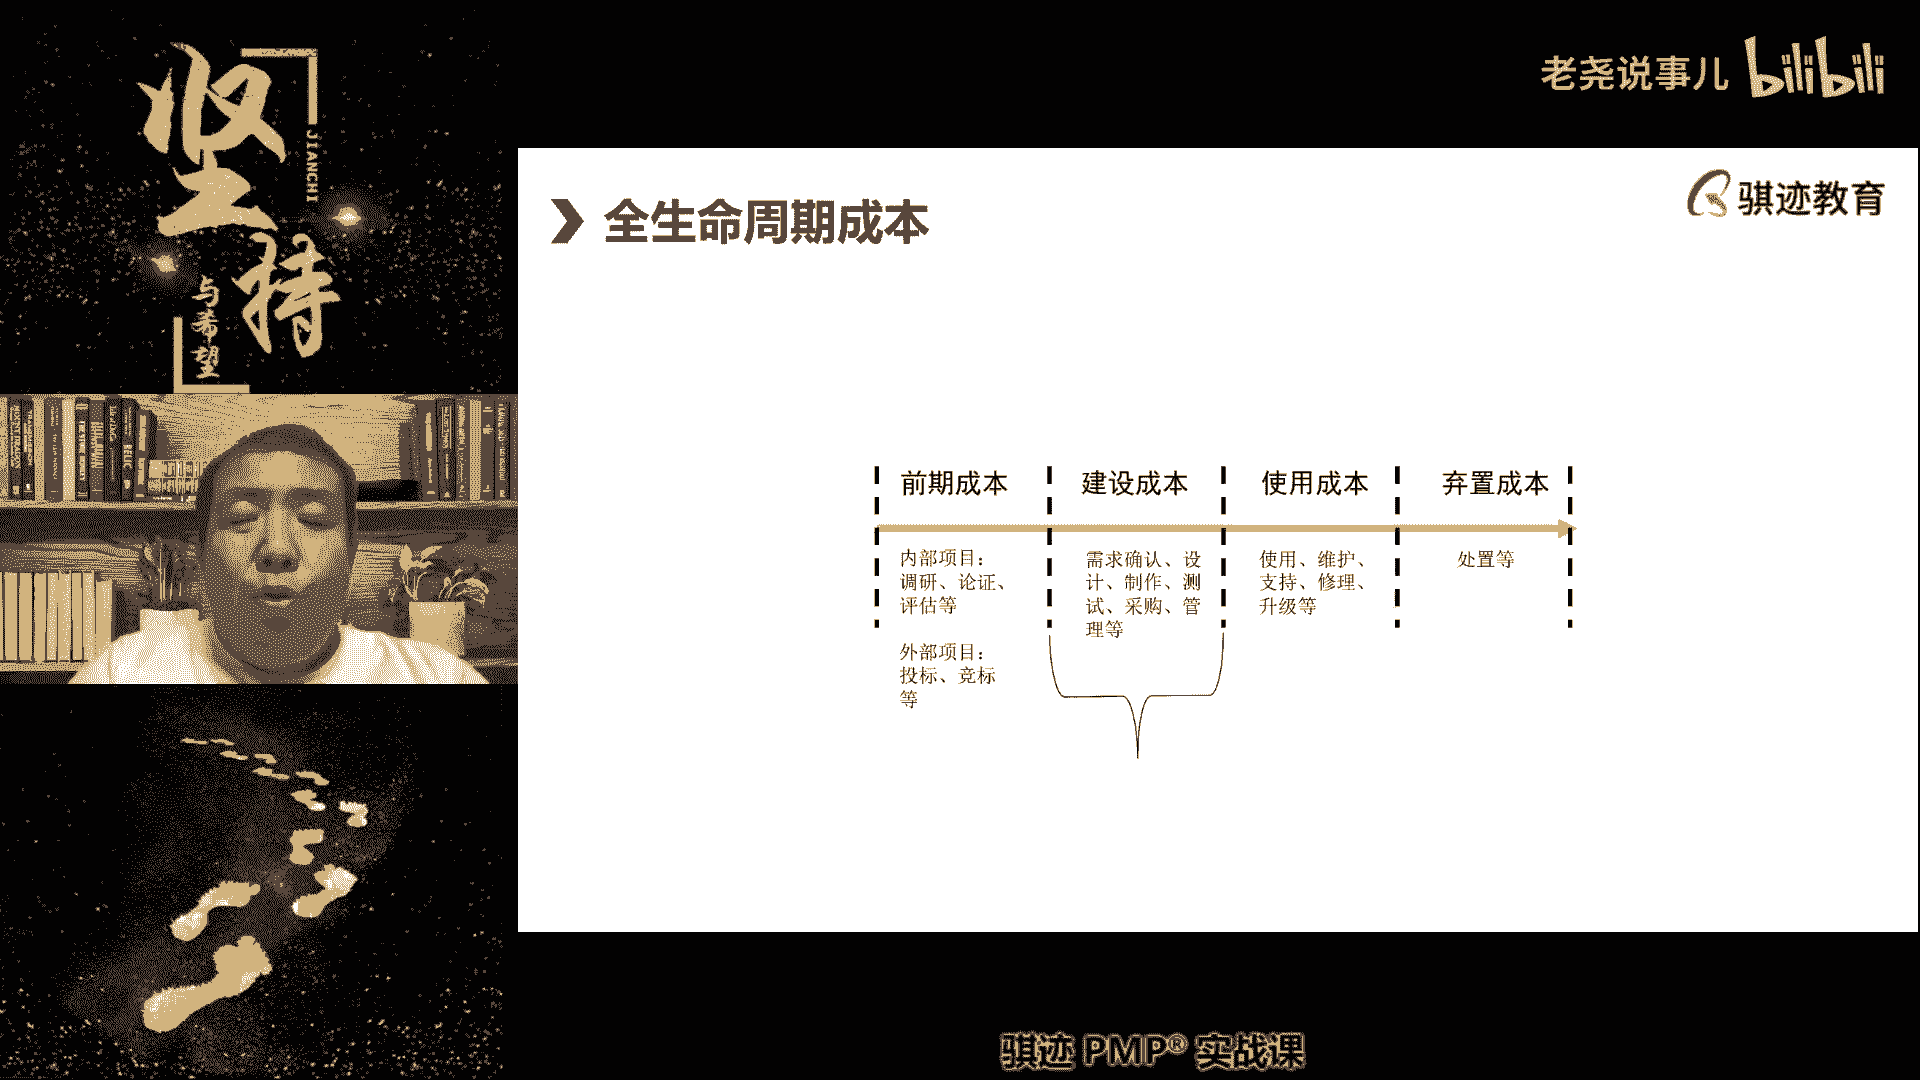 坚持
JIANCHI
与希望
老尧说事儿 bilibili
骐迹教育
全生命周期成本
前期成本
建设成本
使用成本
弃置成本
内部项目：
调研、论证、
评估等
外部项目：
投标、竞标
等
需求确认、设
计、制作、测
试、采购、管
理等
使用、维护、
支持、修理、
升级等
处置等
骐迹 PMP® 实战课